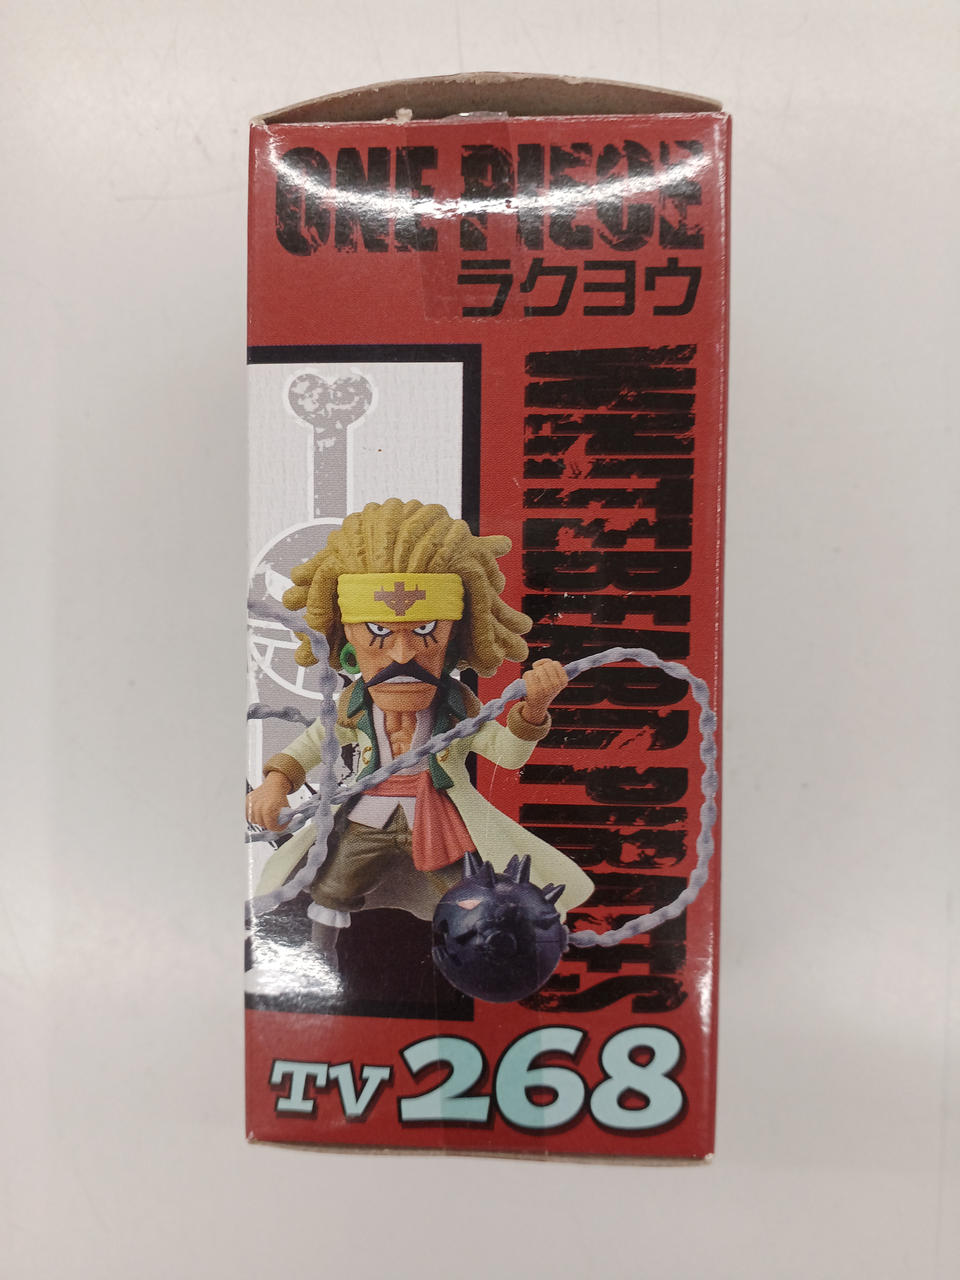 ONE PIECE
ラクヨウ
WHITEBEARD PIRATES
TV 268